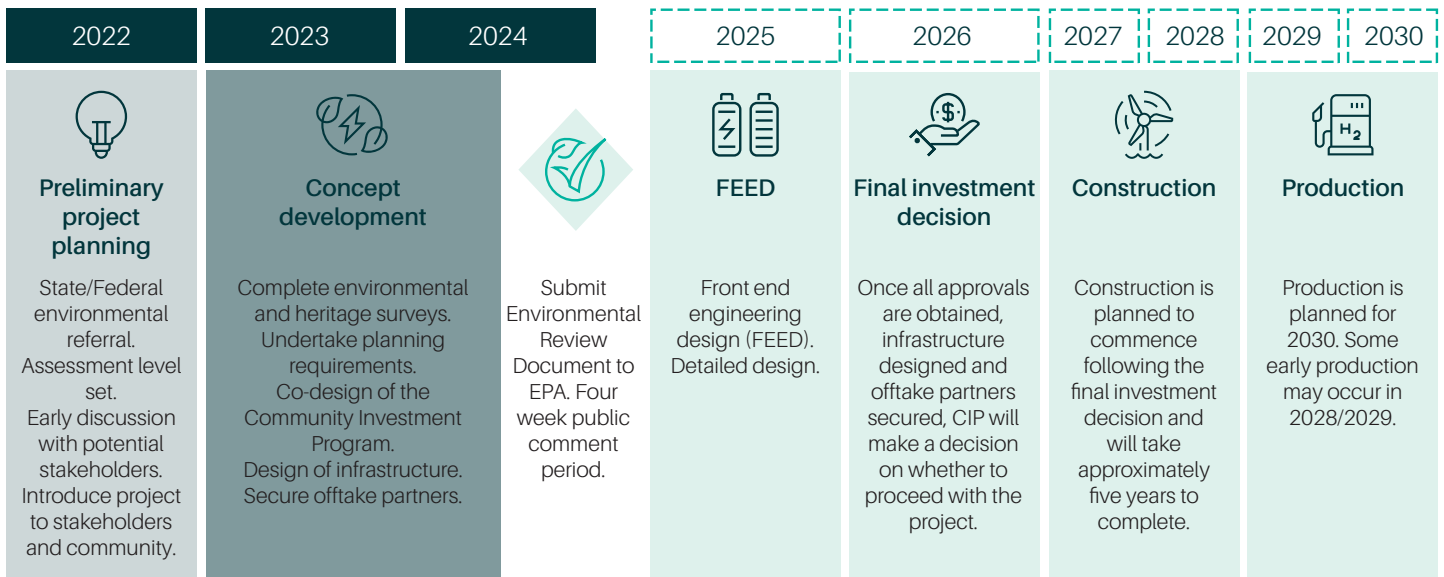 2022
2023
2024
2025
2026
2027
2028
2029
2030
Preliminary
project
planning
State/Federal
environmental
referral.
Assessment level
set.
Early discussion
with potential
stakeholders.
Introduce project
to stakeholders
and community.
Concept
development
Complete environmental
and heritage surveys.
Undertake planning
requirements.
Co-design of the
Community Investment
Program.
Design of infrastructure.
Secure offtake partners.
Submit
Environmental
Review
Document to
EPA. Four
week public
comment
period.
FEED
Front end
engineering
design (FEED).
Detailed design.
$
Final investment
decision
Once all approvals
are obtained,
infrastructure
designed and
offtake partners
secured, CIP will
make a decision
on whether to
proceed with the
project.
Construction
Construction is
planned to
commence
following the
final investment
decision and
will take
approximately
five years to
complete.
H2
Production
Production is
planned for
2030. Some
early production
may occur in
2028/2029.